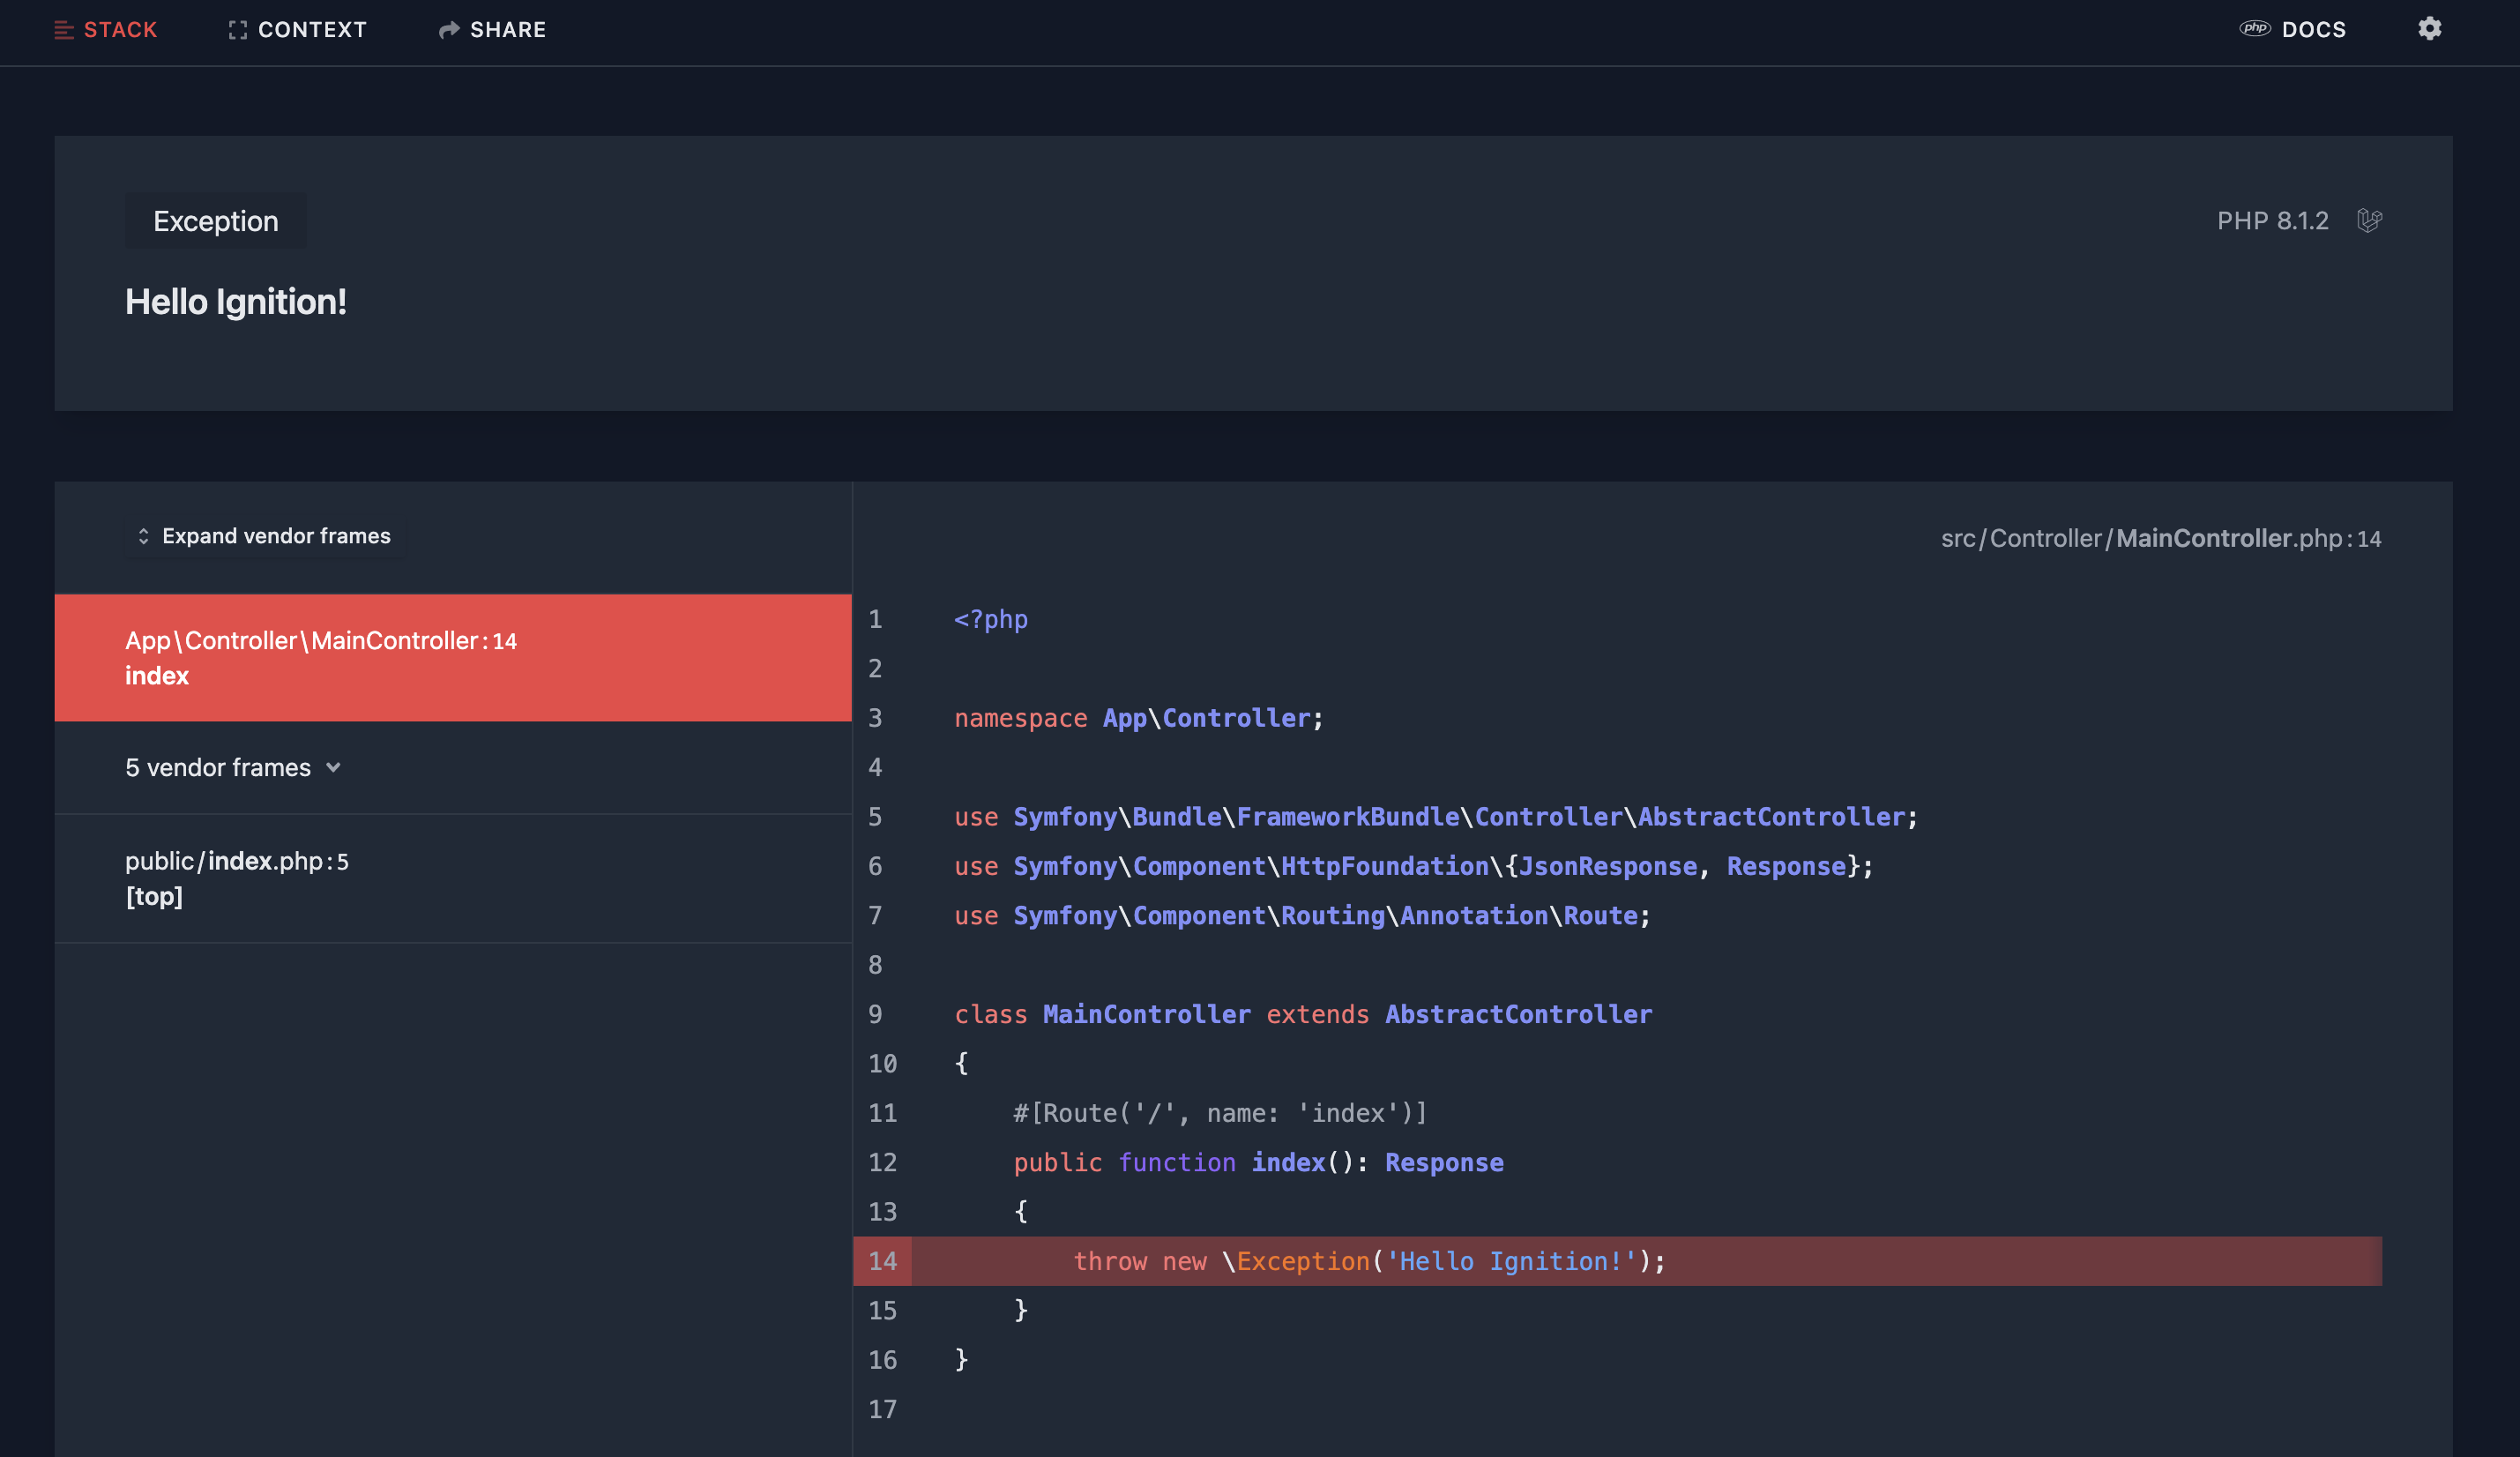 STACK CONTEXT SHARE php DOCS
Exception PHP 8.1.2
Hello Ignition!
Expand vendor frames
App\Controller\MainController:14
index
5 vendor frames
public/index.php:5
[top]
src/Controller/MainController.php:14
1 <?php
2
3 namespace App\Controller;
4
5 use Symfony\Bundle\FrameworkBundle\Controller\AbstractController;
6 use Symfony\Component\HttpFoundation\{JsonResponse, Response};
7 use Symfony\Component\Routing\Annotation\Route;
8
9 class MainController extends AbstractController
10 {
11     #[Route('/', name: 'index')]
12     public function index(): Response
13     {
14         throw new \Exception('Hello Ignition!');
15     }
16 }
17